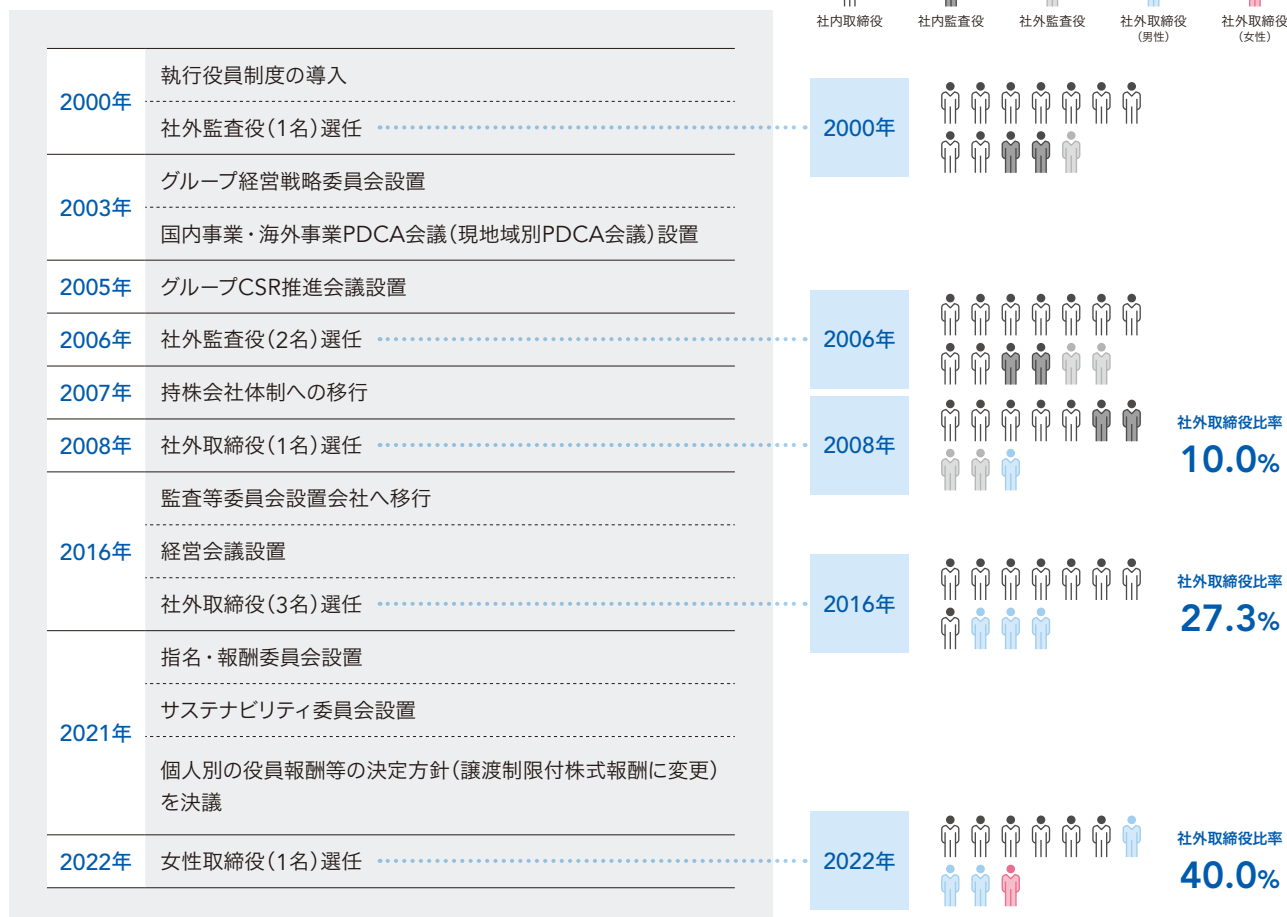 社内取締役
社内監査役
社外監査役
社外取締役
(男性)
社外取締役
(女性)
2000年
執行役員制度の導入
社外監査役(1名)選任
2003年
グループ経営戦略委員会設置
国内事業・海外事業PDCA会議(現地域別PDCA会議)設置
2005年
グループCSR推進会議設置
2006年
社外監査役(2名)選任
2007年
持株会社体制への移行
2008年
社外取締役(1名)選任
2016年
監査等委員会設置会社へ移行
経営会議設置
社外取締役(3名)選任
2021年
指名・報酬委員会設置
サステナビリティ委員会設置
個人別の役員報酬等の決定方針(譲渡制限付株式報酬に変更)
を決議
2022年
女性取締役(1名)選任
2000年
2006年
2008年
社外取締役比率
10.0%
2016年
社外取締役比率
27.3%
2022年
社外取締役比率
40.0%